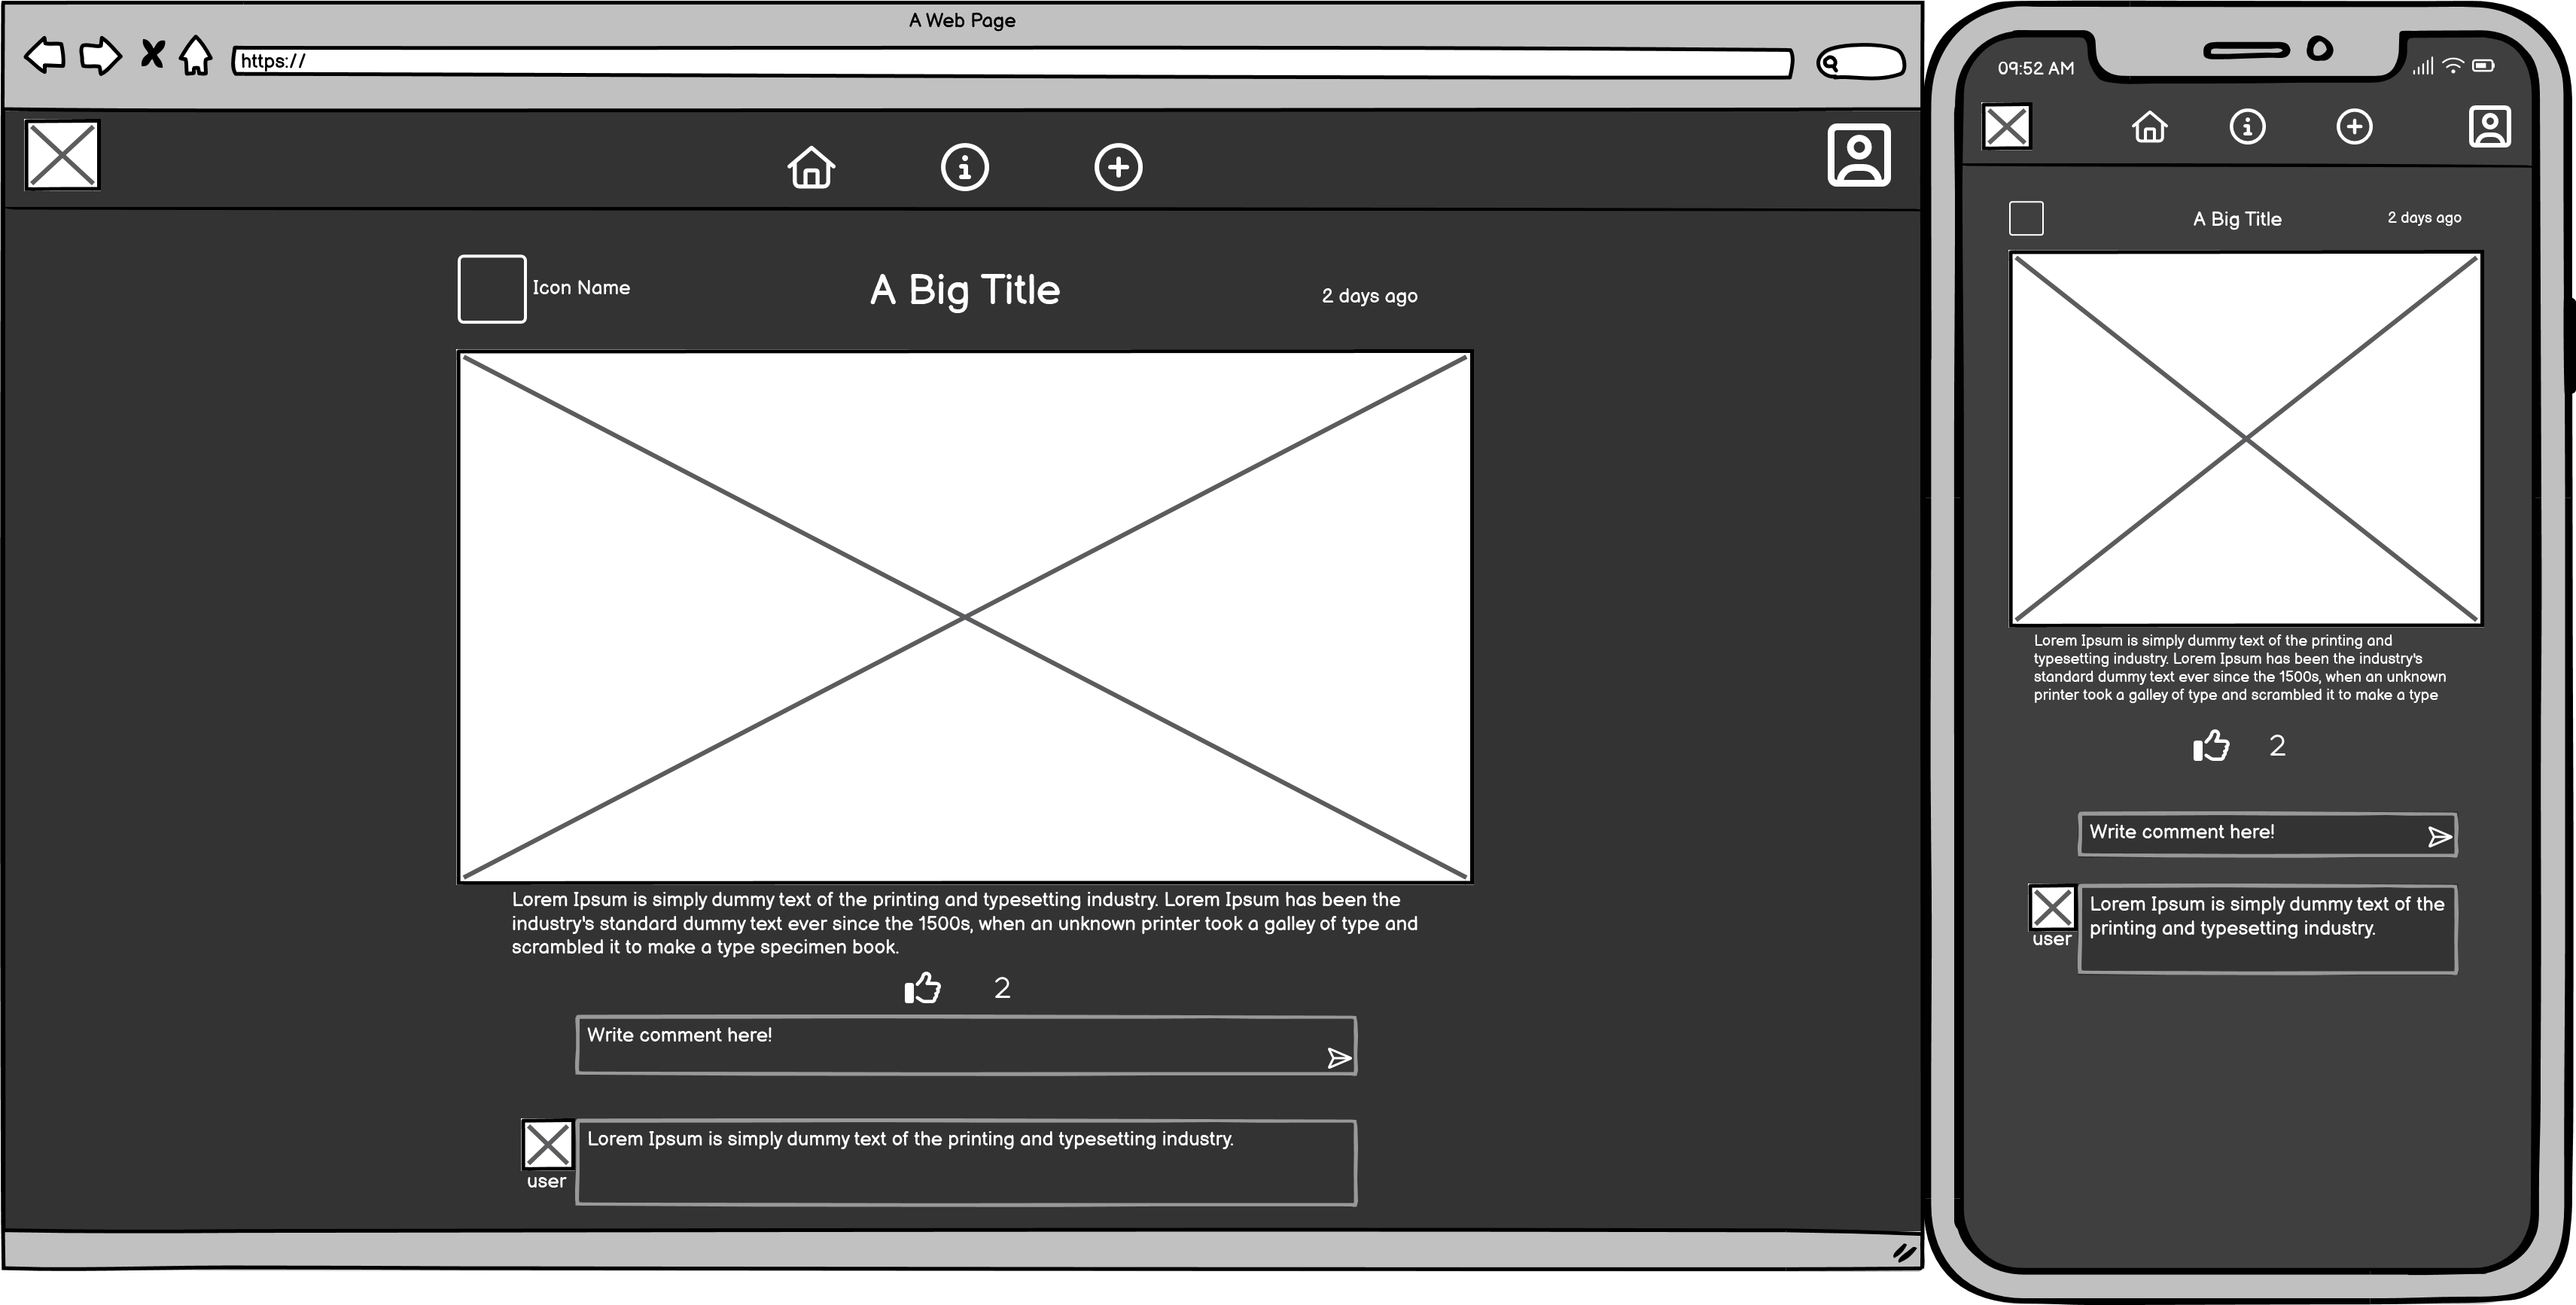 A Web Page
https://
Icon Name
A Big Title
2 days ago
Lorem Ipsum is simply dummy text of the printing and typesetting industry. Lorem Ipsum has been the
industry's standard dummy text ever since the 1500s, when an unknown printer took a galley of type and
scrambled it to make a type specimen book.
2
Write comment here!
Lorem Ipsum is simply dummy text of the printing and typesetting industry.
user
09:52 AM
A Big Title
2 days ago
Lorem Ipsum is simply dummy text of the printing and
typesetting industry. Lorem Ipsum has been the industry's
standard dummy text ever since the 1500s, when an unknown
printer took a galley of type and scrambled it to make a type
2
Write comment here!
Lorem Ipsum is simply dummy text of the
printing and typesetting industry.
user